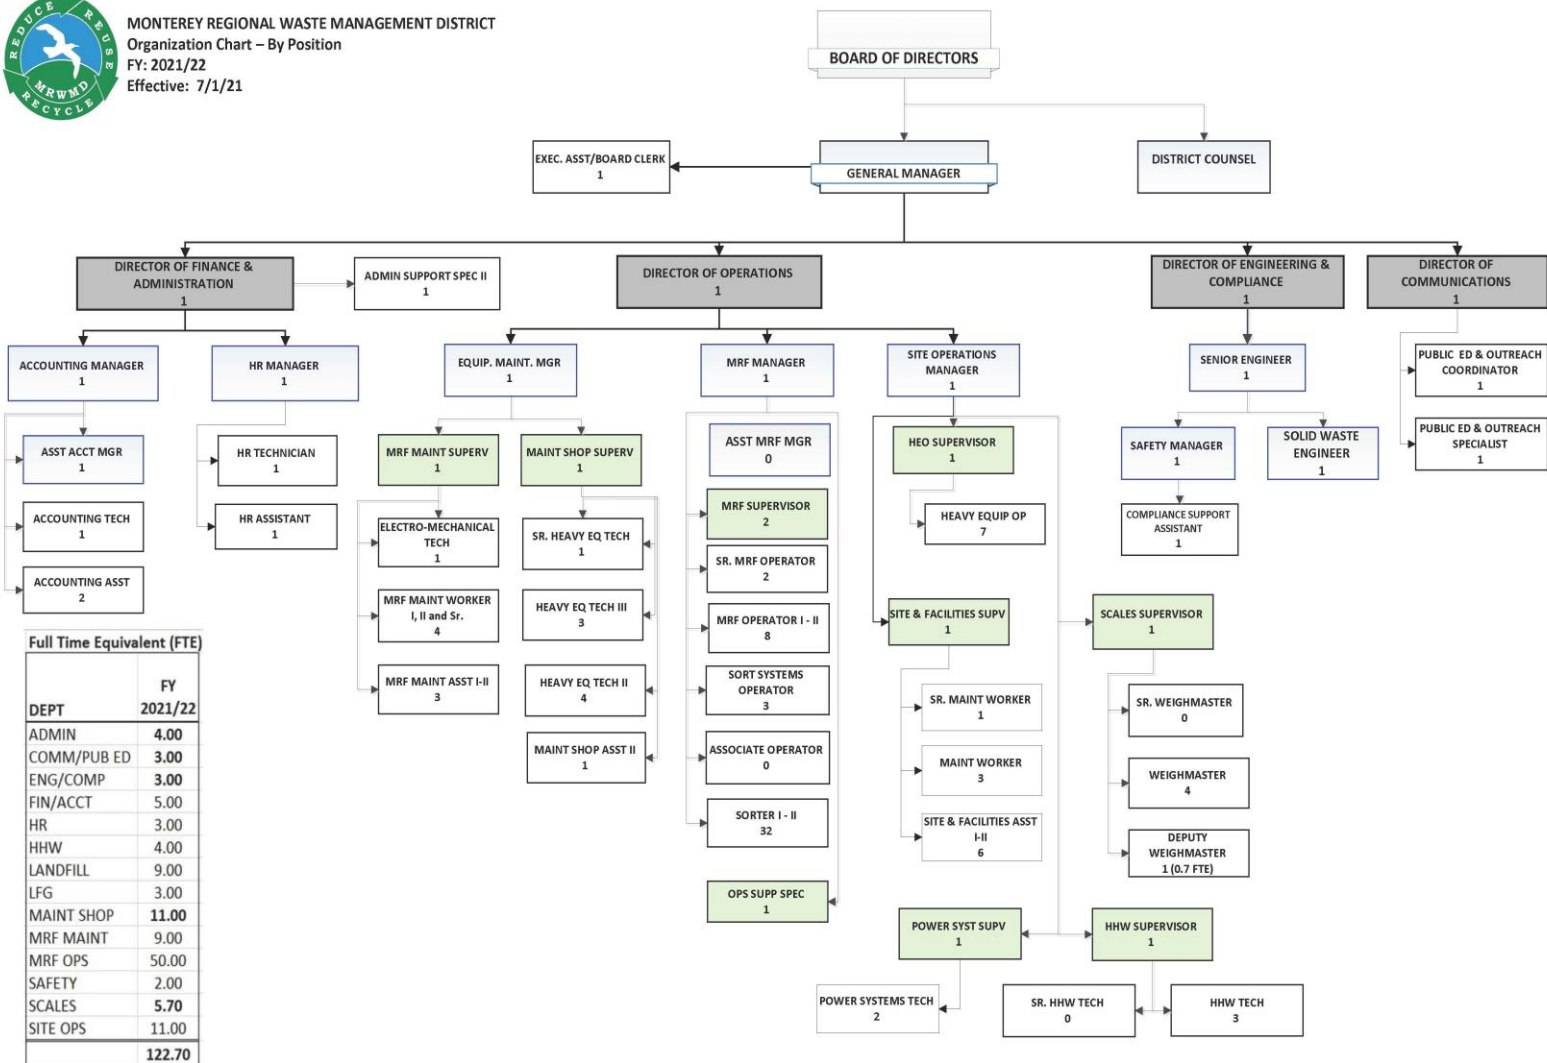 REDUCE
REUSE
RECYCLE
MRWMD
MONTEREY REGIONAL WASTE MANAGEMENT DISTRICT
Organization Chart – By Position
FY: 2021/22
Effective: 7/1/21
BOARD OF DIRECTORS
EXEC. ASST/BOARD CLERK
1
GENERAL MANAGER
DISTRICT COUNSEL
DIRECTOR OF FINANCE &
ADMINISTRATION
1
ADMIN SUPPORT SPEC II
1
DIRECTOR OF OPERATIONS
1
DIRECTOR OF ENGINEERING &
COMPLIANCE
1
DIRECTOR OF
COMMUNICATIONS
1
ACCOUNTING MANAGER
1
HR MANAGER
1
EQUIP. MAINT. MGR
1
MRF MANAGER
1
SITE OPERATIONS
MANAGER
1
SENIOR ENGINEER
1
PUBLIC ED & OUTREACH
COORDINATOR
1
PUBLIC ED & OUTREACH
SPECIALIST
1
ASST ACCT MGR
1
ACCOUNTING TECH
1
ACCOUNTING ASST
2
HR TECHNICIAN
1
HR ASSISTANT
1
MRF MAINT SUPERV
1
ELECTRO-MECHANICAL
TECH
1
MRF MAINT WORKER
I, II and Sr.
4
MRF MAINT ASST I-II
3
MAINT SHOP SUPERV
1
SR. HEAVY EQ TECH
1
HEAVY EQ TECH III
3
HEAVY EQ TECH II
4
MAINT SHOP ASST II
1
ASST MRF MGR
0
MRF SUPERVISOR
2
SR. MRF OPERATOR
2
MRF OPERATOR I - II
8
SORT SYSTEMS
OPERATOR
3
ASSOCIATE OPERATOR
0
SORTER I - II
32
OPS SUPP SPEC
1
HEO SUPERVISOR
1
HEAVY EQUIP OP
7
SITE & FACILITIES SUPV
1
SR. MAINT WORKER
1
MAINT WORKER
3
SITE & FACILITIES ASST
I-II
6
SCALES SUPERVISOR
1
SR. WEIGHMASTER
0
WEIGHMASTER
4
DEPUTY
WEIGHMASTER
1 (0.7 FTE)
POWER SYST SUPV
1
POWER SYSTEMS TECH
2
HHW SUPERVISOR
1
SR. HHW TECH
0
HHW TECH
3
SAFETY MANAGER
1
COMPLIANCE SUPPORT
ASSISTANT
1
SOLID WASTE
ENGINEER
1
Full Time Equivalent (FTE)
FY
DEPT 2021/22
ADMIN 4.00
COMM/PUB ED 3.00
ENG/COMP 3.00
FIN/ACCT 5.00
HR 3.00
HHW 4.00
LANDFILL 9.00
LFG 3.00
MAINT SHOP 11.00
MRF MAINT 9.00
MRF OPS 50.00
SAFETY 2.00
SCALES 5.70
SITE OPS 11.00
122.70